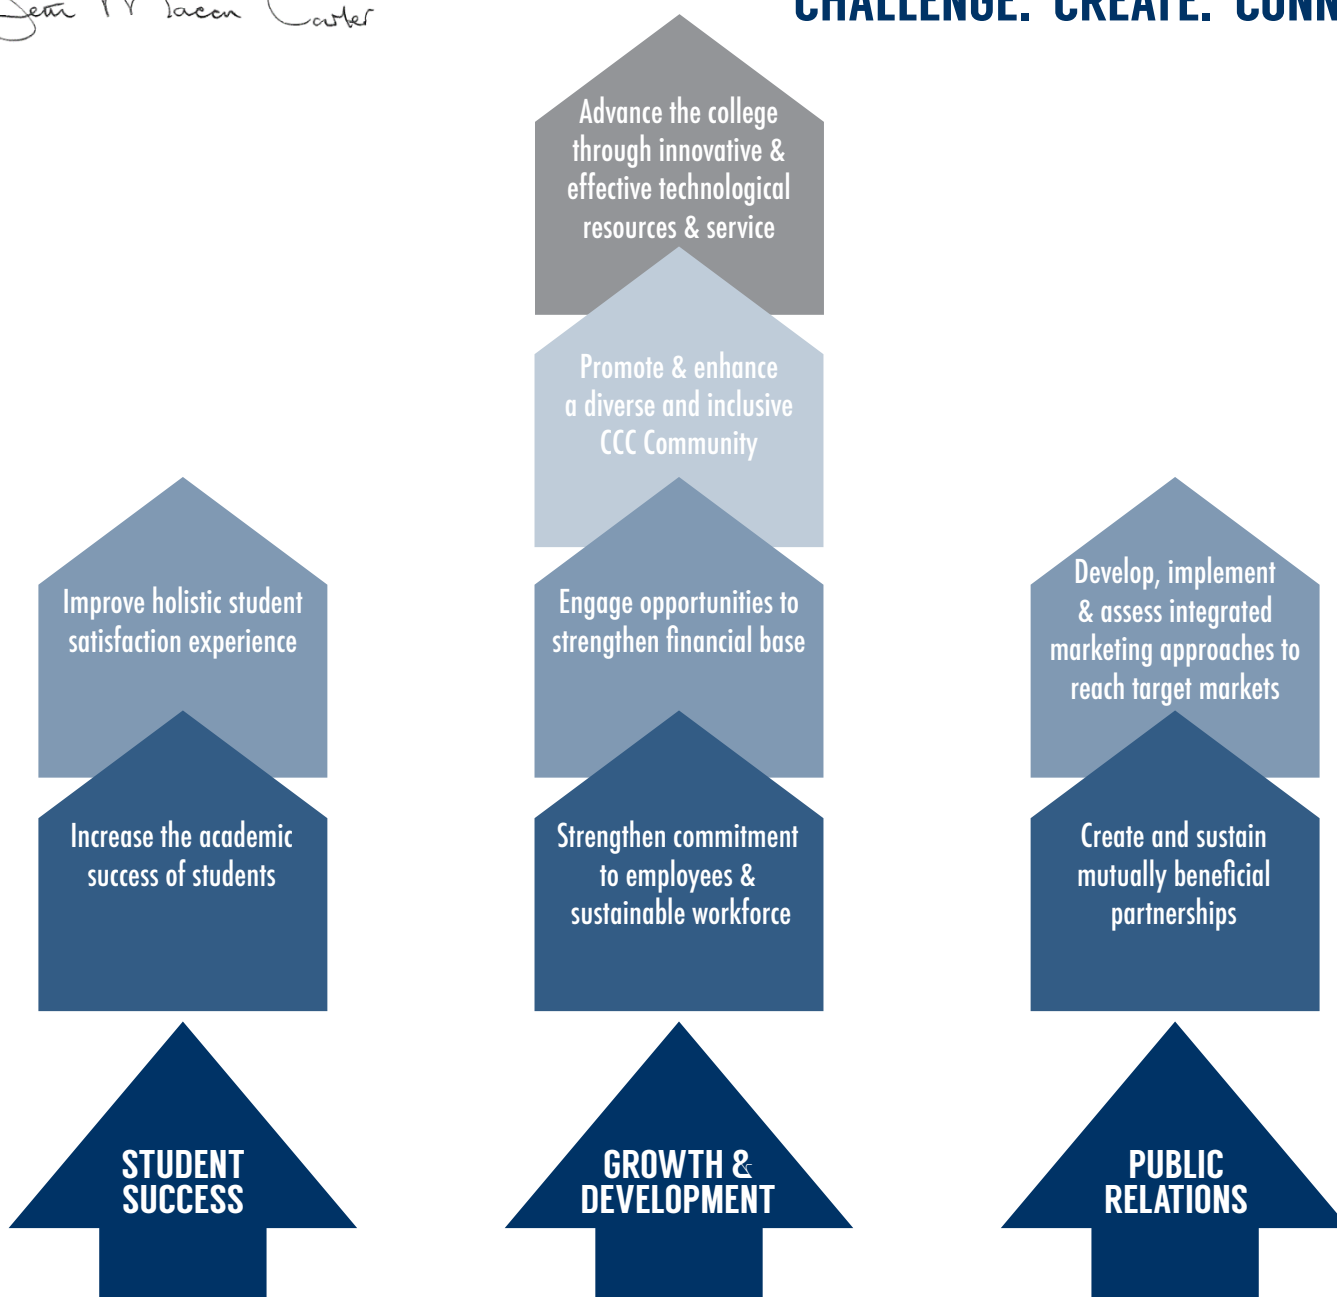 CHALLENGE. CREATE. CONN
Advance the college
through innovative &
effective technological
resources & service
Promote & enhance
a diverse and inclusive
CCC Community
Improve holistic student
satisfaction experience
Engage opportunities to
strengthen financial base
Develop, implement
& assess integrated
marketing approaches to
reach target markets
Increase the academic
success of students
Strengthen commitment
to employees &
sustainable workforce
Create and sustain
mutually beneficial
partnerships
STUDENT
SUCCESS
GROWTH &
DEVELOPMENT
PUBLIC
RELATIONS